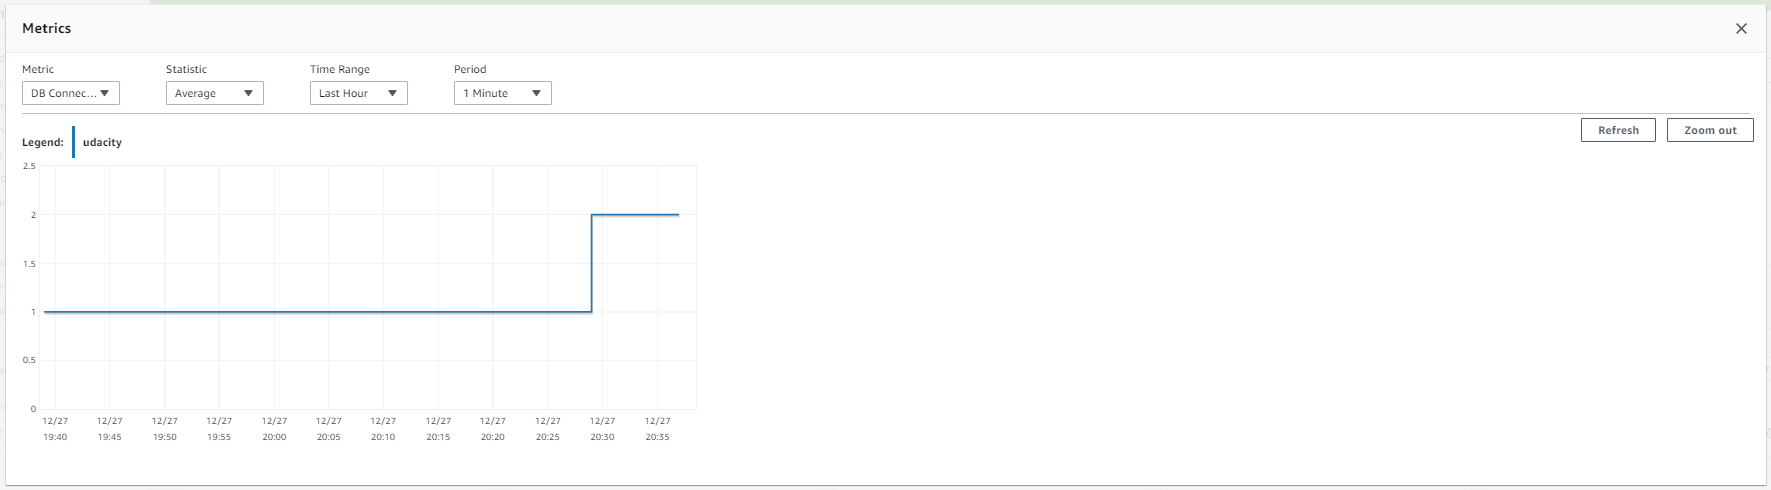 Metrics
Metric Statistic Time Range Period
DB Connec... Average Last Hour 1 Minute
Refresh Zoom out
Legend: udacity
2.5
2
1.5
1
0.5
0
12/27 12/27 12/27 12/27 12/27 12/27 12/27 12/27 12/27 12/27 12/27 12/27
19:40 19:45 19:50 19:55 20:00 20:05 20:10 20:15 20:20 20:25 20:30 20:35